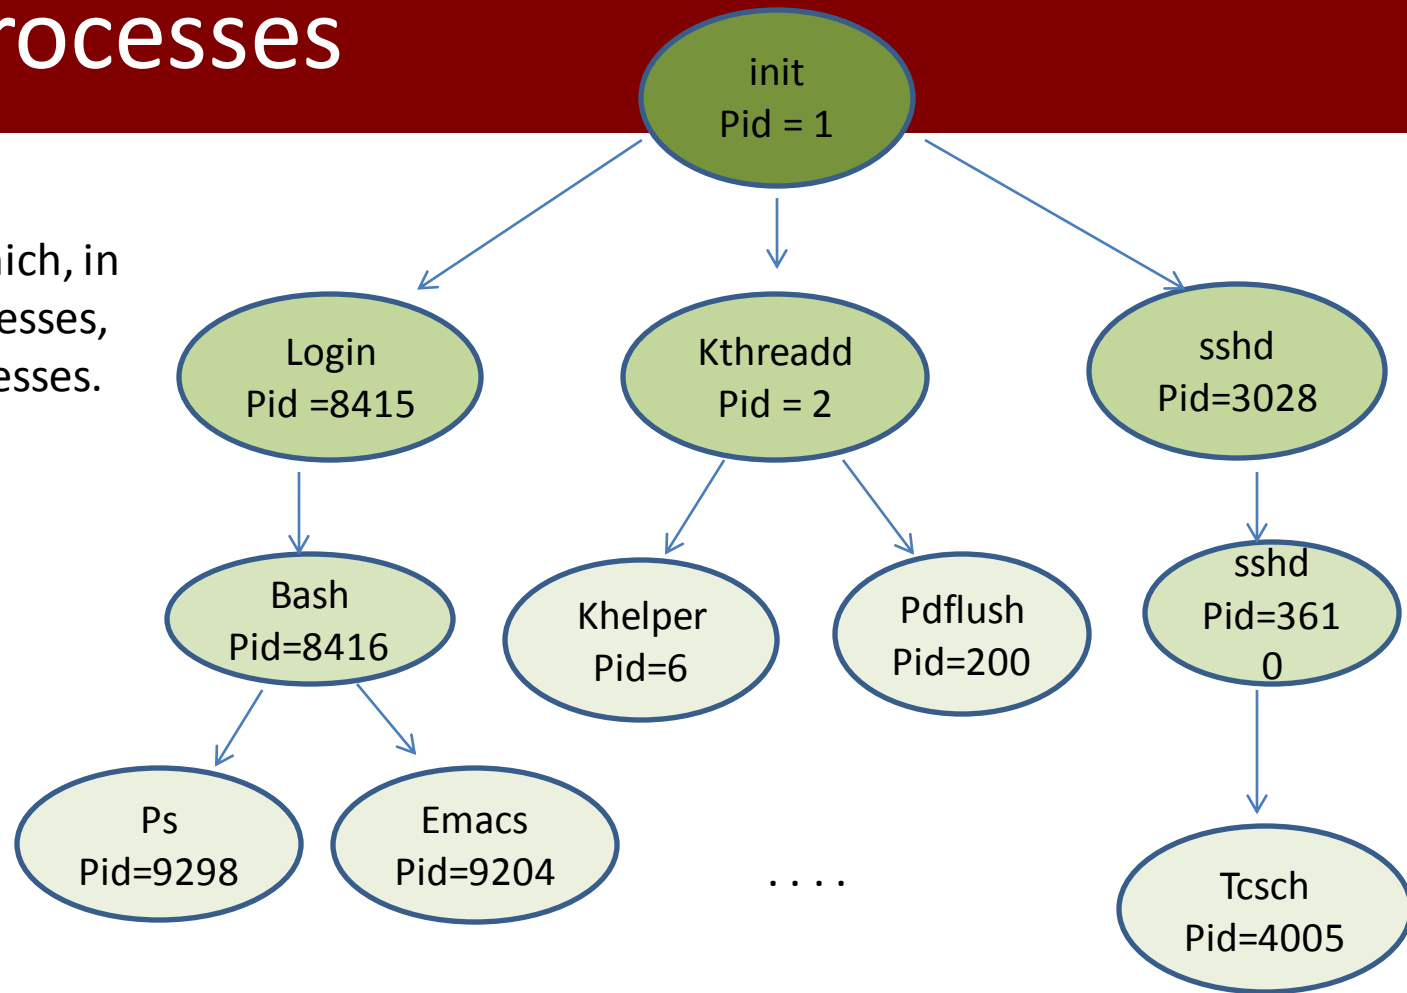 rocesses
init
Pid = 1
ich, in
esses,
esses.
Login
Pid =8415
Kthreadd
Pid = 2
sshd
Pid=3028
Bash
Pid=8416
Khelper
Pid=6
Pdflush
Pid=200
sshd
Pid=361
0
Ps
Pid=9298
Emacs
Pid=9204
. . . .
Tcsch
Pid=4005